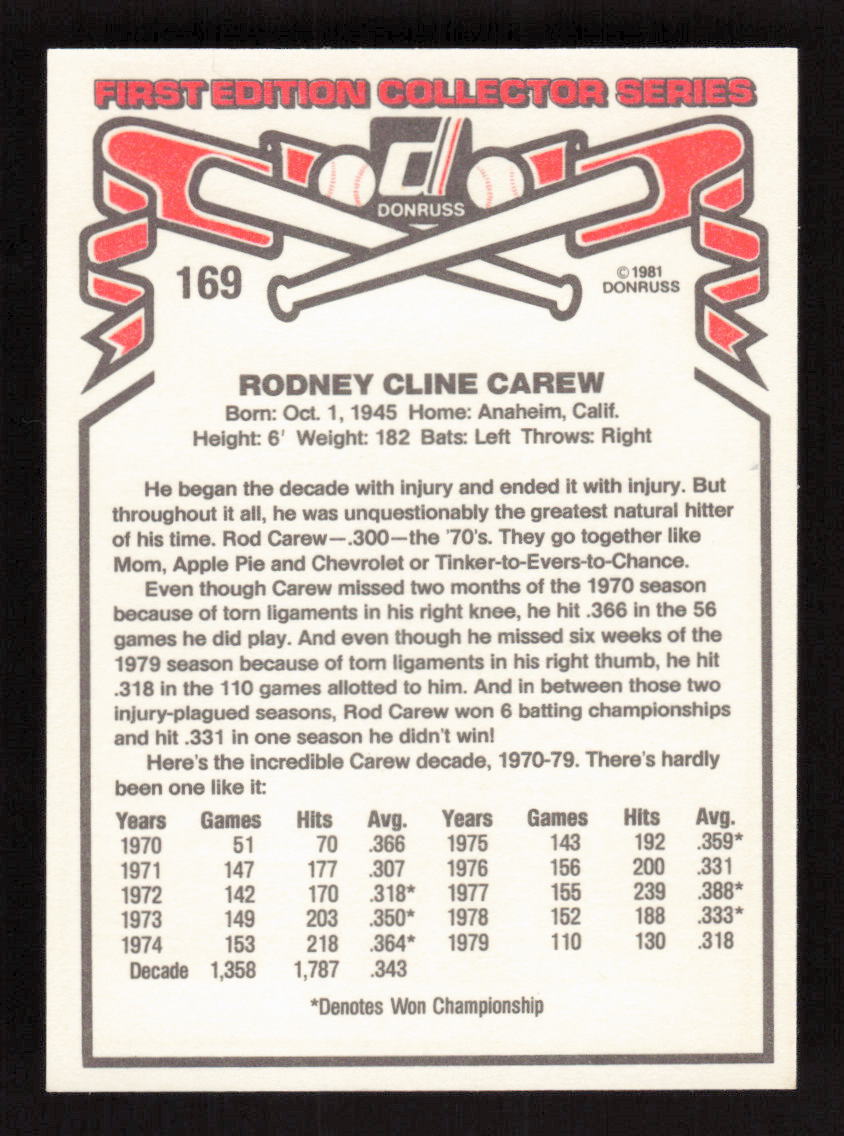 FIRST EDITION COLLECTOR SERIES
d
DONRUSS
169
© 1981
DONRUSS
RODNEY CLINE CAREW
Born: Oct. 1, 1945 Home: Anaheim, Calif.
Height: 6' Weight: 182 Bats: Left Throws: Right
He began the decade with injury and ended it with injury. But
throughout it all, he was unquestionably the greatest natural hitter
of his time. Rod Carew—.300—the '70's. They go together like
Mom, Apple Pie and Chevrolet or Tinker-to-Evers-to-Chance.
Even though Carew missed two months of the 1970 season
because of torn ligaments in his right knee, he hit .366 in the 56
games he did play. And even though he missed six weeks of the
1979 season because of torn ligaments in his right thumb, he hit
.318 in the 110 games allotted to him. And in between those two
injury-plagued seasons, Rod Carew won 6 batting championships
and hit .331 in one season he didn't win!
Here's the incredible Carew decade, 1970-79. There's hardly
been one like it:
Years Games Hits Avg. Years Games Hits Avg.
1970 51 70 .366 1975 143 192 .359*
1971 147 177 .307 1976 156 200 .331
1972 142 170 .318* 1977 155 239 .388*
1973 149 203 .350* 1978 152 188 .333*
1974 153 218 .364* 1979 110 130 .318
Decade 1,358 1,787 .343
*Denotes Won Championship